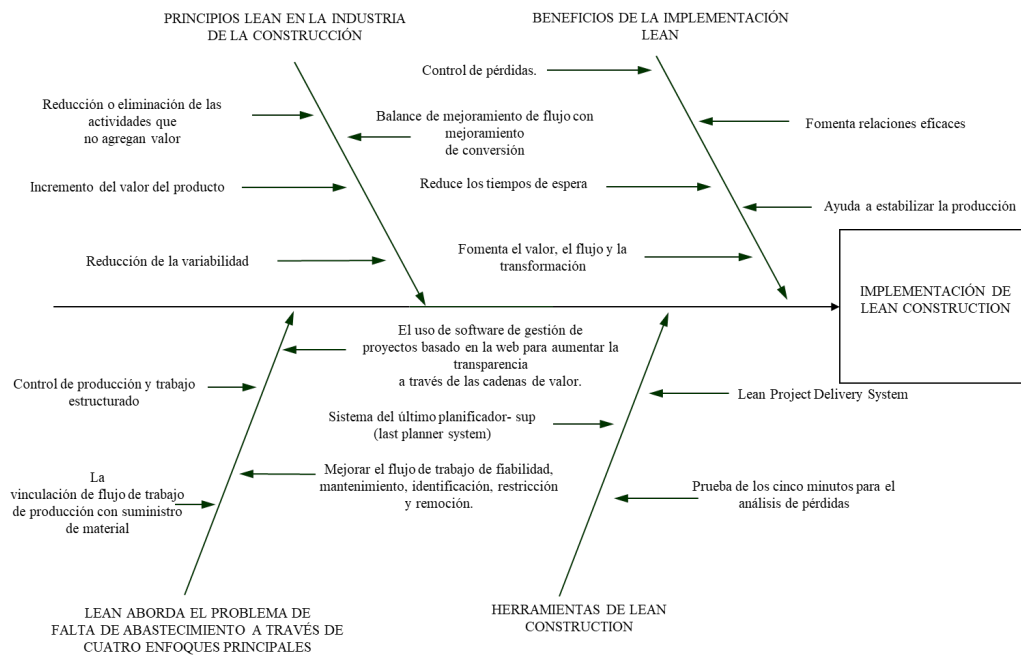 PRINCIPIOS LEAN EN LA INDUSTRIA
DE LA CONSTRUCCIÓN
BENEFICIOS DE LA IMPLEMENTACIÓN
LEAN
Control de pérdidas.
Reducción o eliminación de las
actividades que
no agregan valor
Balance de mejoramiento de flujo con
mejoramiento
de conversión
Fomenta relaciones eficaces
Incremento del valor del producto
Reduce los tiempos de espera
Ayuda a estabilizar la producción
Reducción de la variabilidad
Fomenta el valor, el flujo y la
transformación
IMPLEMENTACIÓN DE
LEAN CONSTRUCTION
El uso de software de gestión de
proyectos basado en la web para aumentar la
transparencia
a través de las cadenas de valor.
Control de producción y trabajo
estructurado
Lean Project Delivery System
Sistema del último planificador- sup
(last planner system)
La
vinculación de flujo de trabajo
de producción con suministro
de material
Mejorar el flujo de trabajo de fiabilidad,
mantenimiento, identificación, restricción
y remoción.
Prueba de los cinco minutos para el
análisis de pérdidas
LEAN ABORDA EL PROBLEMA DE
FALTA DE ABASTECIMIENTO A TRAVÉS DE
CUATRO ENFOQUES PRINCIPALES
HERRAMIENTAS DE LEAN
CONSTRUCTION